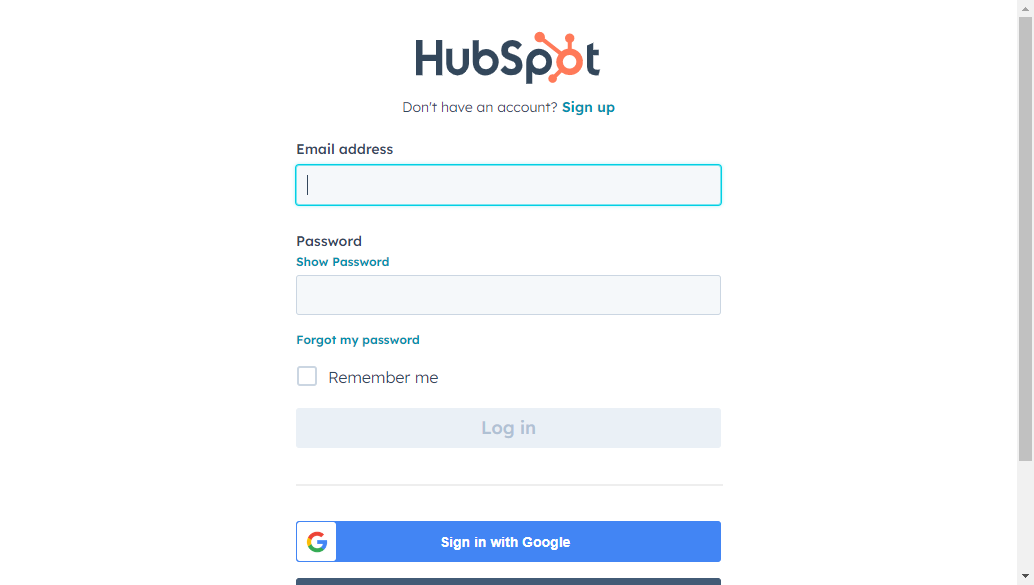 HubSpot
Don't have an account? Sign up
Email address
Password
Show Password
Forgot my password
Remember me
Log in
Sign in with Google